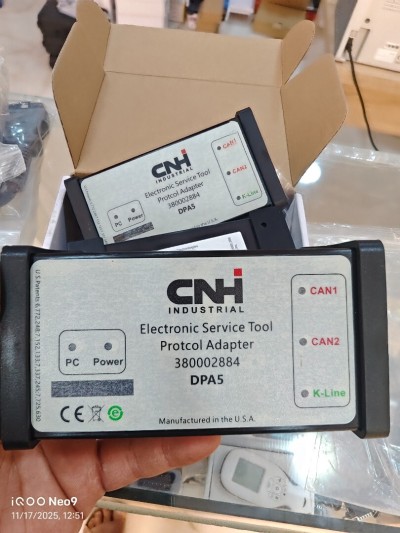 CNH
INDUSTRIAL
Electronic Service Tool
Protcol Adapter
380002884
DPA5
PC
Power
CAN1
CAN2
K-Line
CNH
INDUSTRIAL
Electronic Service Tool
Protcol Adapter
380002884
DPA5
PC
Power
CAN1
CAN2
K-Line
CE
Manufactured in the U.S.A.
iQOO Neo9
11/17/2025, 12:51